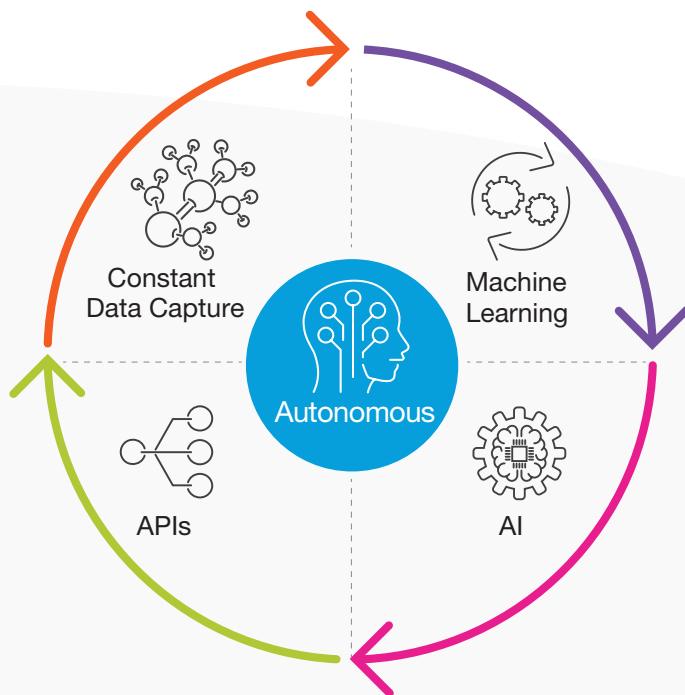 Constant
Data Capture
Machine
Learning
Autonomous
APIs
AI